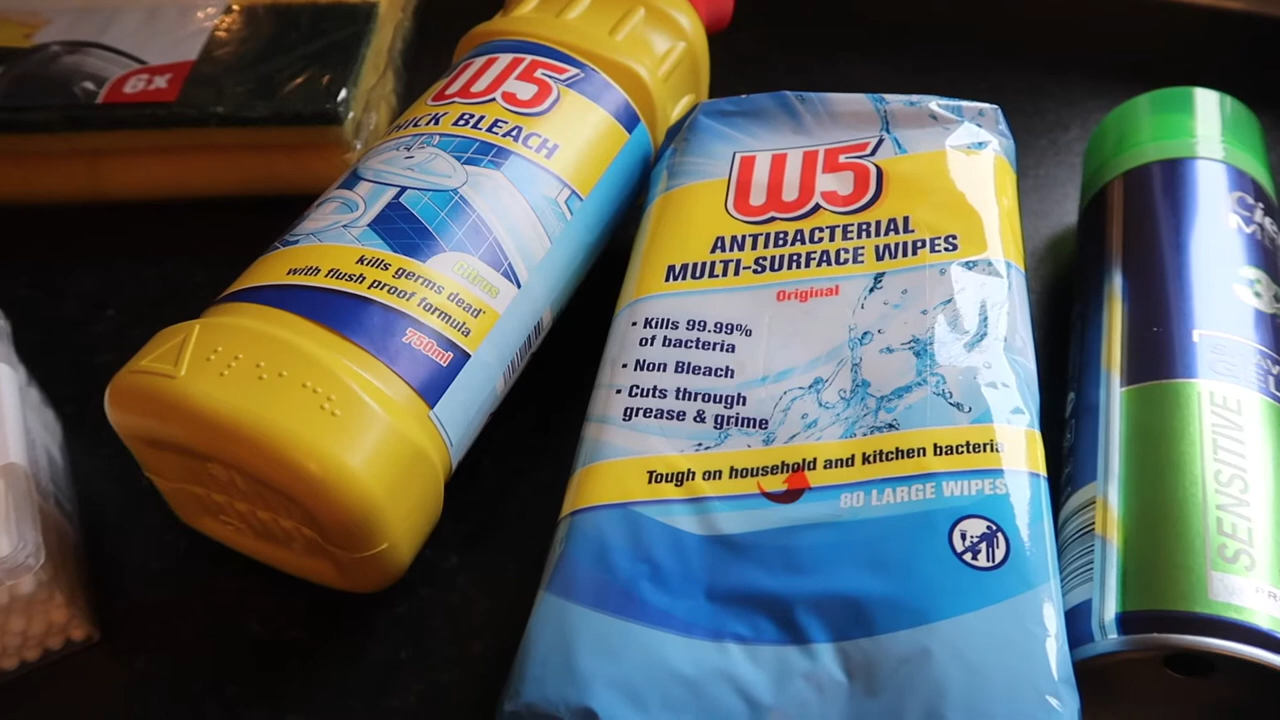 6x
W5
THICK BLEACH
Citrus
kills germs dead*
with flush proof formula
750ml
W5
ANTIBACTERIAL
MULTI-SURFACE WIPES
Original
• Kills 99.99%
of bacteria
• Non Bleach
• Cuts through
grease & grime
Tough on household and kitchen bacteria
80 LARGE WIPES
SENSITIVE